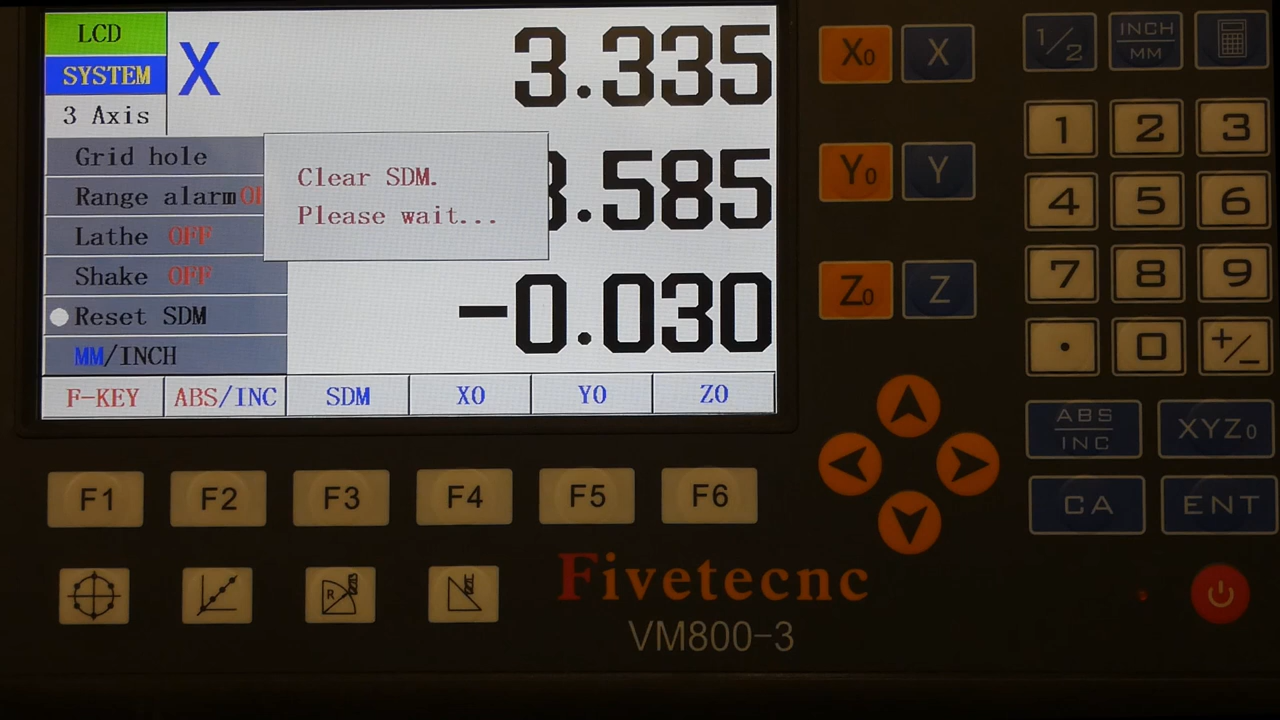 LCD
SYSTEM
3 Axis
X 3.335
Grid hole
Range alarm
Lathe OFF
Shake OFF
Reset SDM
MM/INCH
Clear SDM.
Please wait...
.585
-0.030
F-KEY ABS/INC SDM X0 Y0 Z0
F1 F2 F3 F4 F5 F6
R
Fivetecnc
VM800-3
X0 X
Y0 Y
Z0 Z
1/2 INCH/MM
1 2 3
4 5 6
7 8 9
. 0 +/-
ABS/INC XYZ0
CA ENT